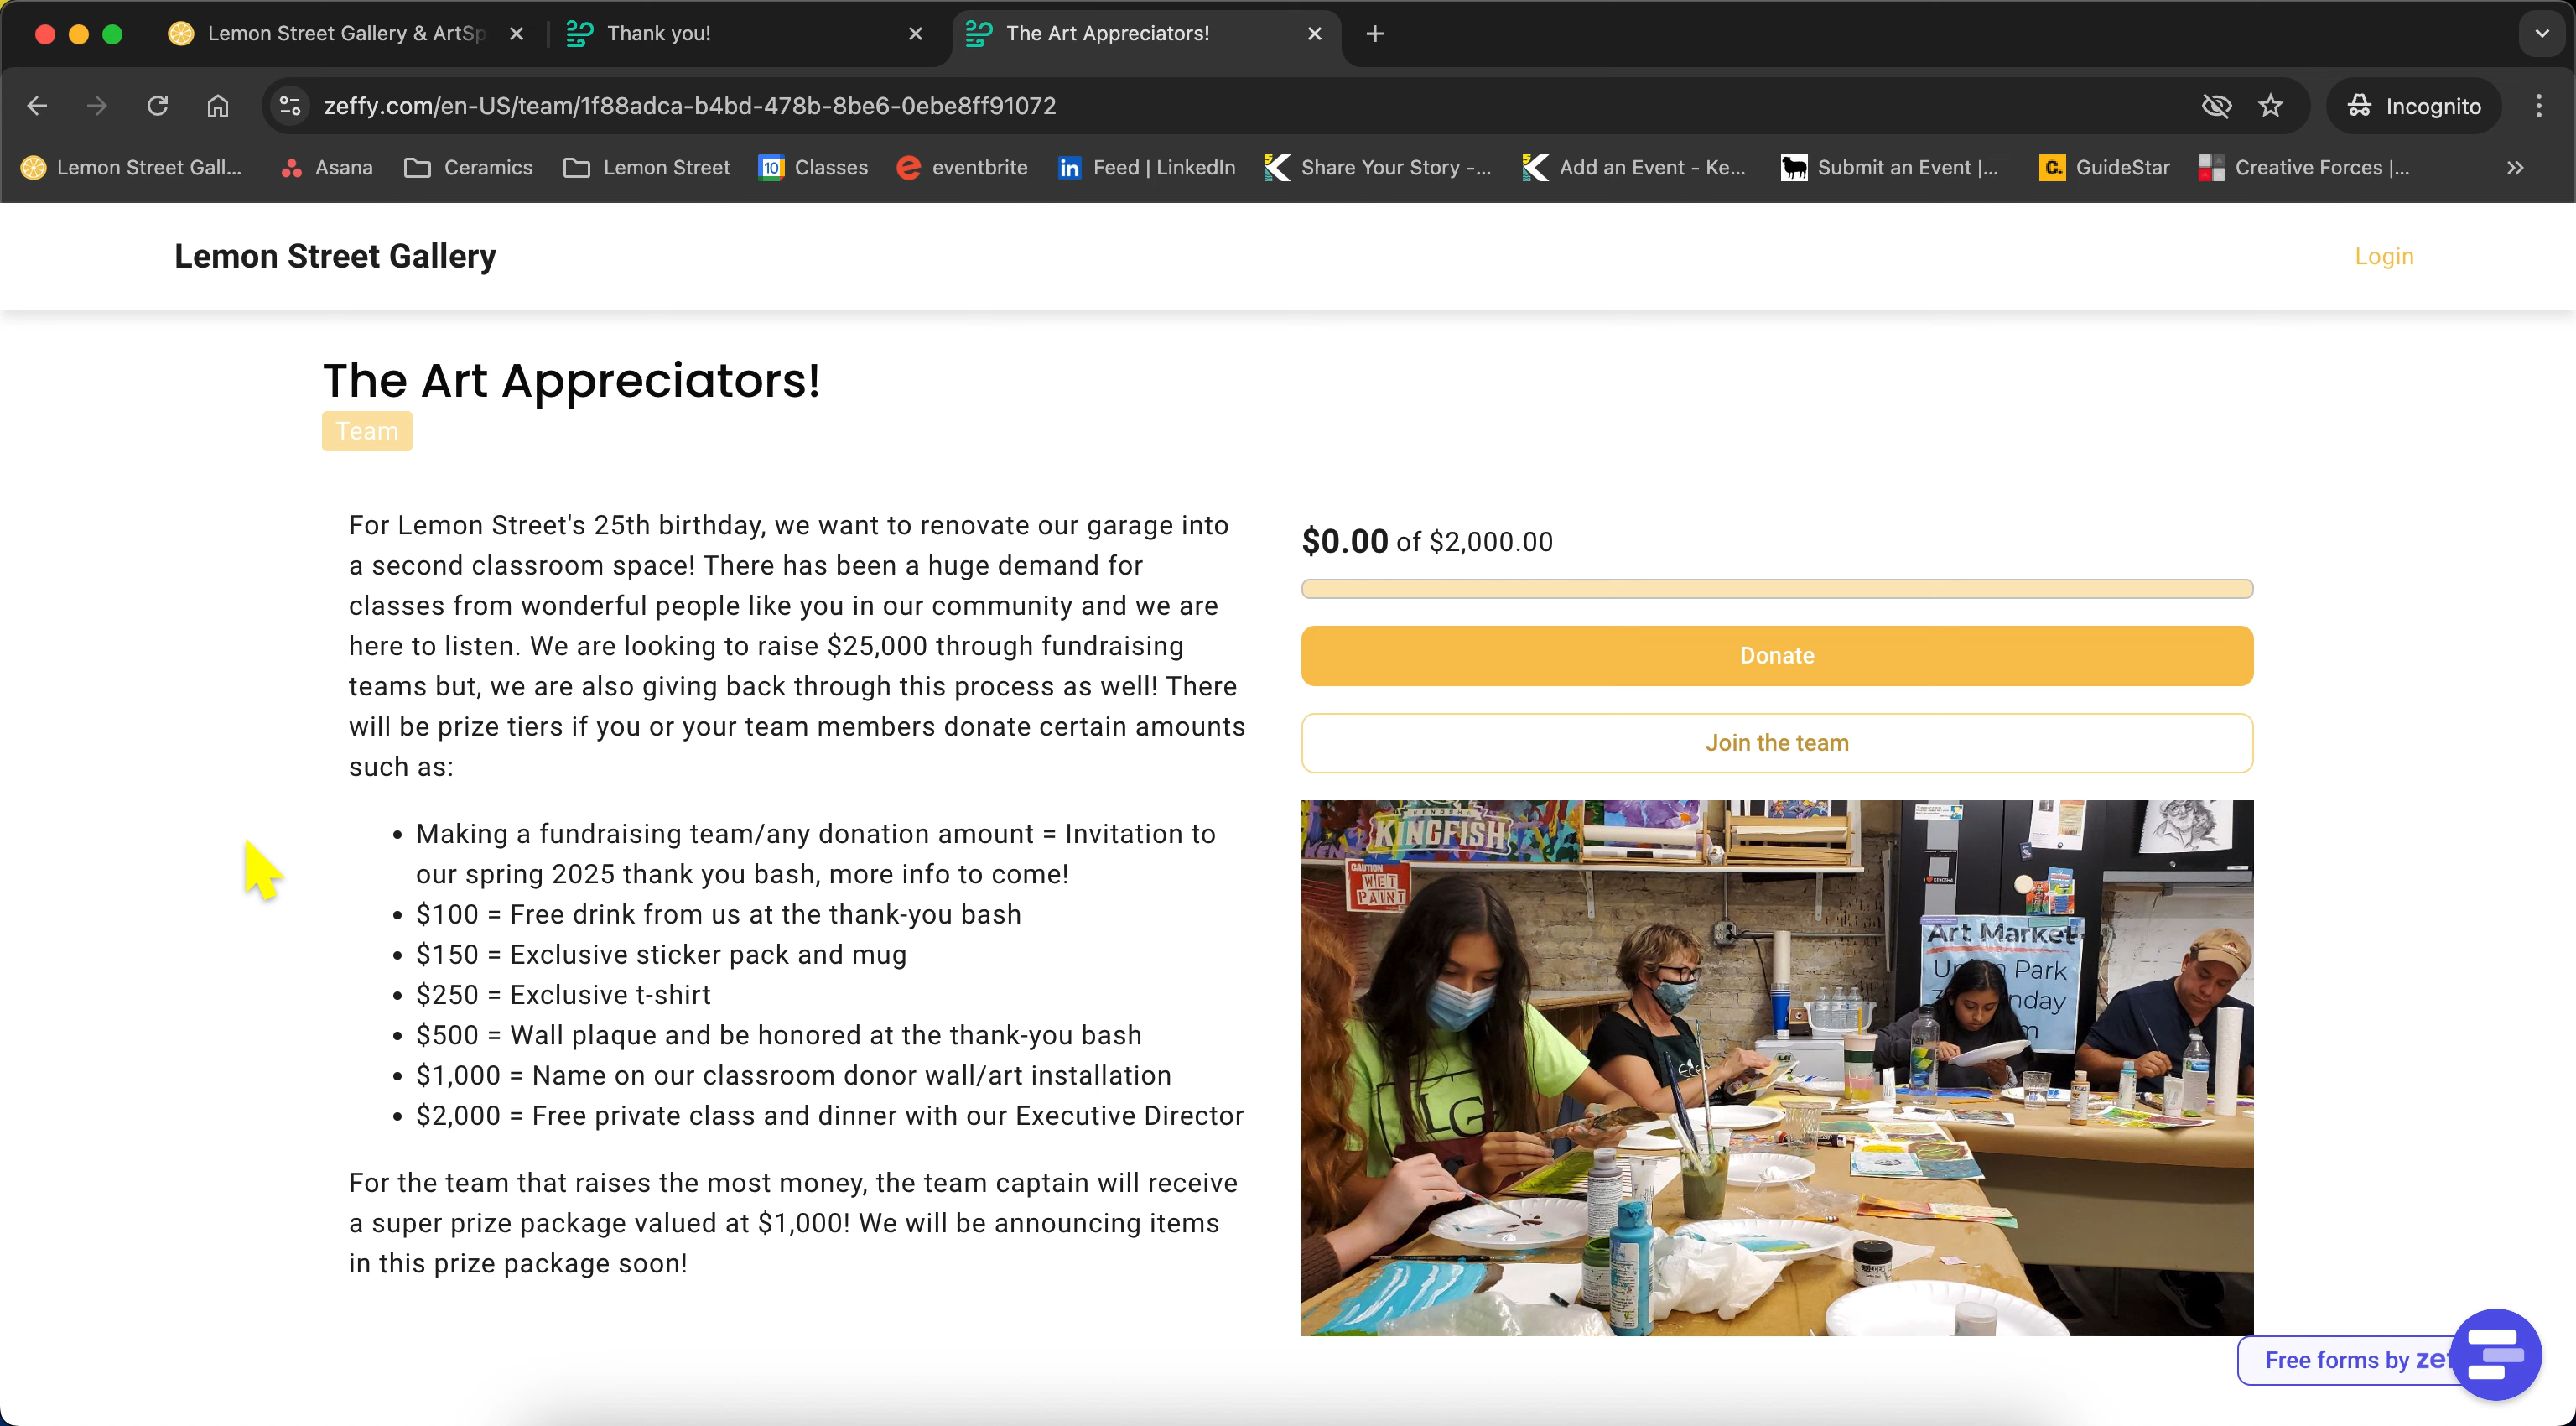 Lemon Street Gallery & ArtSp
Thank you!
The Art Appreciators!
zeffy.com/en-US/team/1f88adca-b4bd-478b-8be6-0ebe8ff91072
Incognito
Lemon Street Gall...
Asana
Ceramics
Lemon Street
10
Classes
eventbrite
in
Feed | LinkedIn
Share Your Story -...
Add an Event - Ke...
Submit an Event |...
C.
GuideStar
Creative Forces |...
Lemon Street Gallery
Login
The Art Appreciators!
Team
For Lemon Street's 25th birthday, we want to renovate our garage into
a second classroom space! There has been a huge demand for
classes from wonderful people like you in our community and we are
here to listen. We are looking to raise $25,000 through fundraising
teams but, we are also giving back through this process as well! There
will be prize tiers if you or your team members donate certain amounts
such as:
• Making a fundraising team/any donation amount = Invitation to
our spring 2025 thank you bash, more info to come!
• $100 = Free drink from us at the thank-you bash
• $150 = Exclusive sticker pack and mug
• $250 = Exclusive t-shirt
• $500 = Wall plaque and be honored at the thank-you bash
• $1,000 = Name on our classroom donor wall/art installation
• $2,000 = Free private class and dinner with our Executive Director
For the team that raises the most money, the team captain will receive
a super prize package valued at $1,000! We will be announcing items
in this prize package soon!
$0.00 of $2,000.00
Donate
Join the team
KENOSHA
KINGFISH
CAUTION
WET
PAINT
Art Market
Park
LG
Free forms by zef